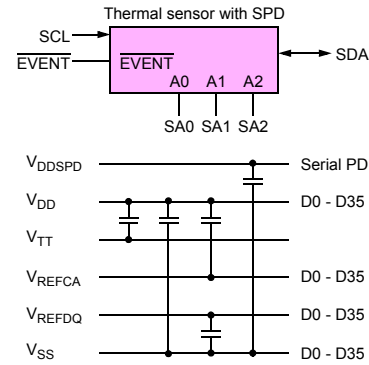 Thermal sensor with SPD
SCL
EVENT EVENT SDA
A0 A1 A2
SA0 SA1 SA2
VDDSPD Serial PD
VDD D0 - D35
VTT
VREFCA D0 - D35
VREFDQ D0 - D35
VSS D0 - D35